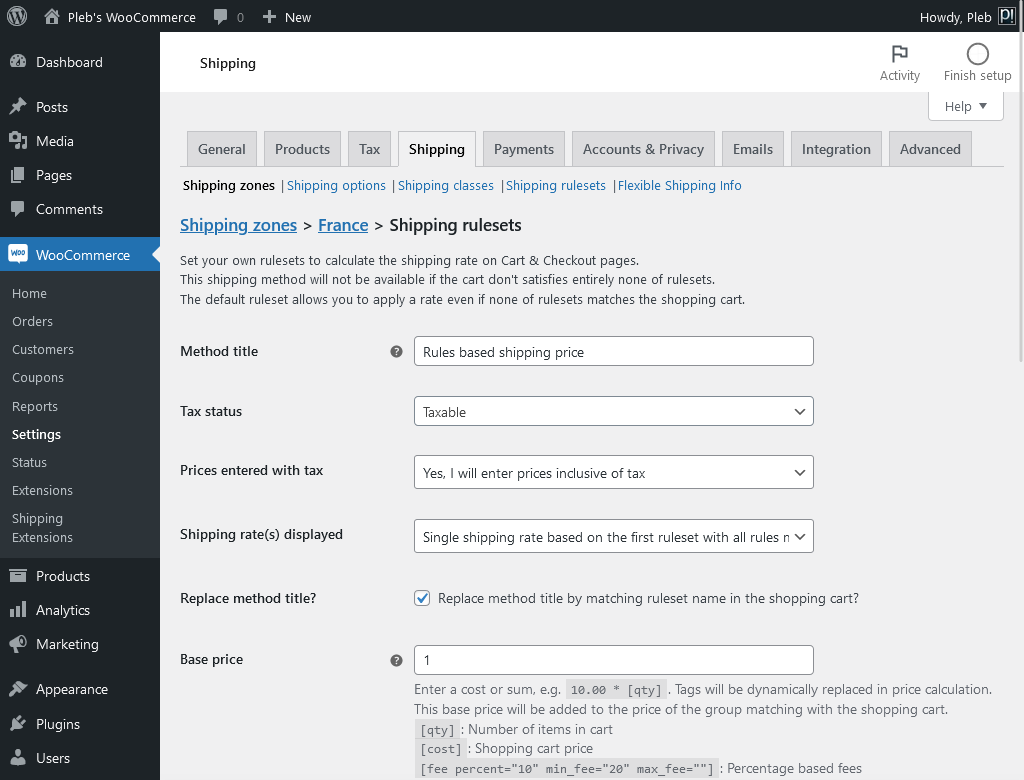 Pleb's WooCommerce 0 New Howdy, Pleb p!
Dashboard
Posts
Media
Pages
Comments
woo WooCommerce
Home
Orders
Customers
Coupons
Reports
Settings
Status
Extensions
Shipping
Extensions
Products
Analytics
Marketing
Appearance
Plugins
Users
Shipping
Activity
Finish setup
Help
General Products Tax Shipping Payments Accounts & Privacy Emails Integration Advanced
Shipping zones | Shipping options | Shipping classes | Shipping rulesets | Flexible Shipping Info
Shipping zones > France > Shipping rulesets
Set your own rulesets to calculate the shipping rate on Cart & Checkout pages.
This shipping method will not be available if the cart don't satisfies entirely none of rulesets.
The default ruleset allows you to apply a rate even if none of rulesets matches the shopping cart.
Method title ? Rules based shipping price
Tax status Taxable
Prices entered with tax Yes, I will enter prices inclusive of tax
Shipping rate(s) displayed Single shipping rate based on the first ruleset with all rules
Replace method title? Replace method title by matching ruleset name in the shopping cart?
Base price ? 1
Enter a cost or sum, e.g. 10.00 * [qty]. Tags will be dynamically replaced in price calculation.
This base price will be added to the price of the group matching with the shopping cart.
[qty] : Number of items in cart
[cost] : Shopping cart price
[fee percent="10" min_fee="20" max_fee=""] : Percentage based fees